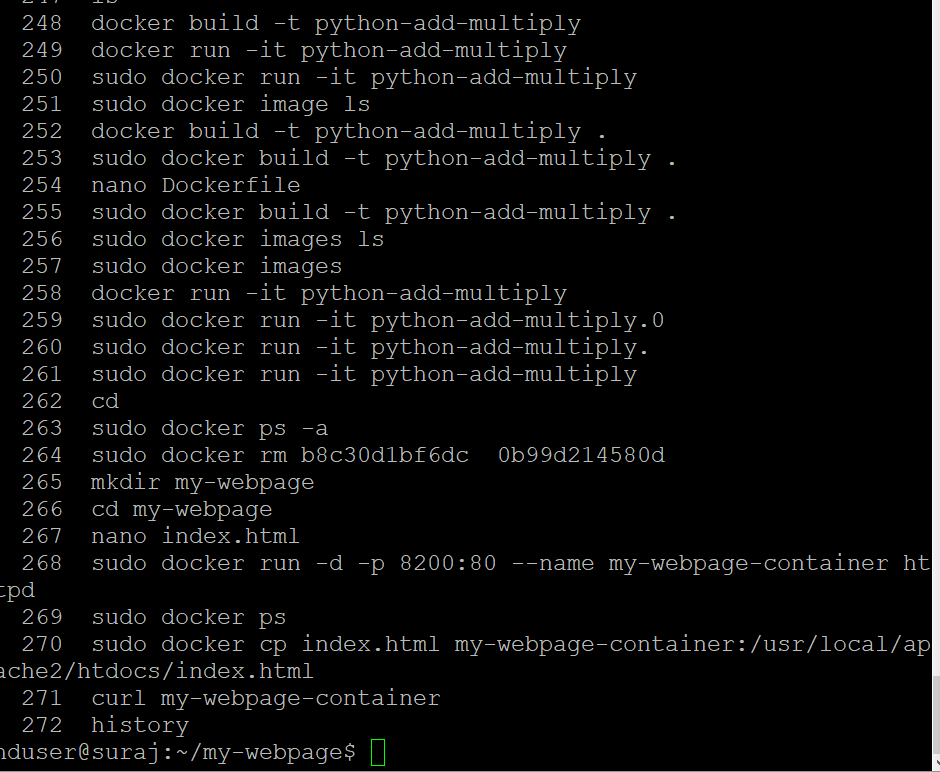 248 docker build -t python-add-multiply
249 docker run -it python-add-multiply
250 sudo docker run -it python-add-multiply
251 sudo docker image ls
252 docker build -t python-add-multiply .
253 sudo docker build -t python-add-multiply .
254 nano Dockerfile
255 sudo docker build -t python-add-multiply .
256 sudo docker images ls
257 sudo docker images
258 docker run -it python-add-multiply
259 sudo docker run -it python-add-multiply.0
260 sudo docker run -it python-add-multiply.
261 sudo docker run -it python-add-multiply
262 cd
263 sudo docker ps -a
264 sudo docker rm b8c30d1bf6dc  0b99d214580d
265 mkdir my-webpage
266 cd my-webpage
267 nano index.html
268 sudo docker run -d -p 8200:80 --name my-webpage-container ht
tpd
269 sudo docker ps
270 sudo docker cp index.html my-webpage-container:/usr/local/ap
ache2/htdocs/index.html
271 curl my-webpage-container
272 history
nduser@suraj:~/my-webpage$